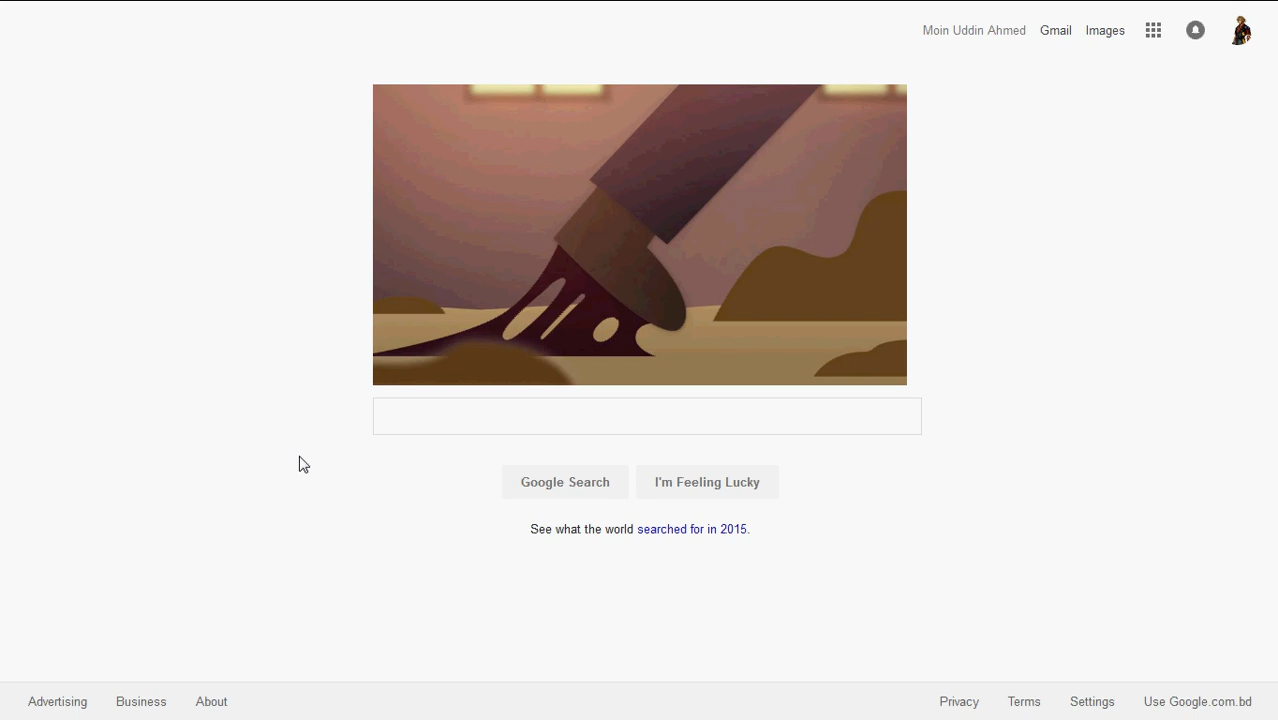 Moin Uddin Ahmed Gmail Images
Google Search I'm Feeling Lucky
See what the world searched for in 2015.
Advertising Business About Privacy Terms Settings Use Google.com.bd